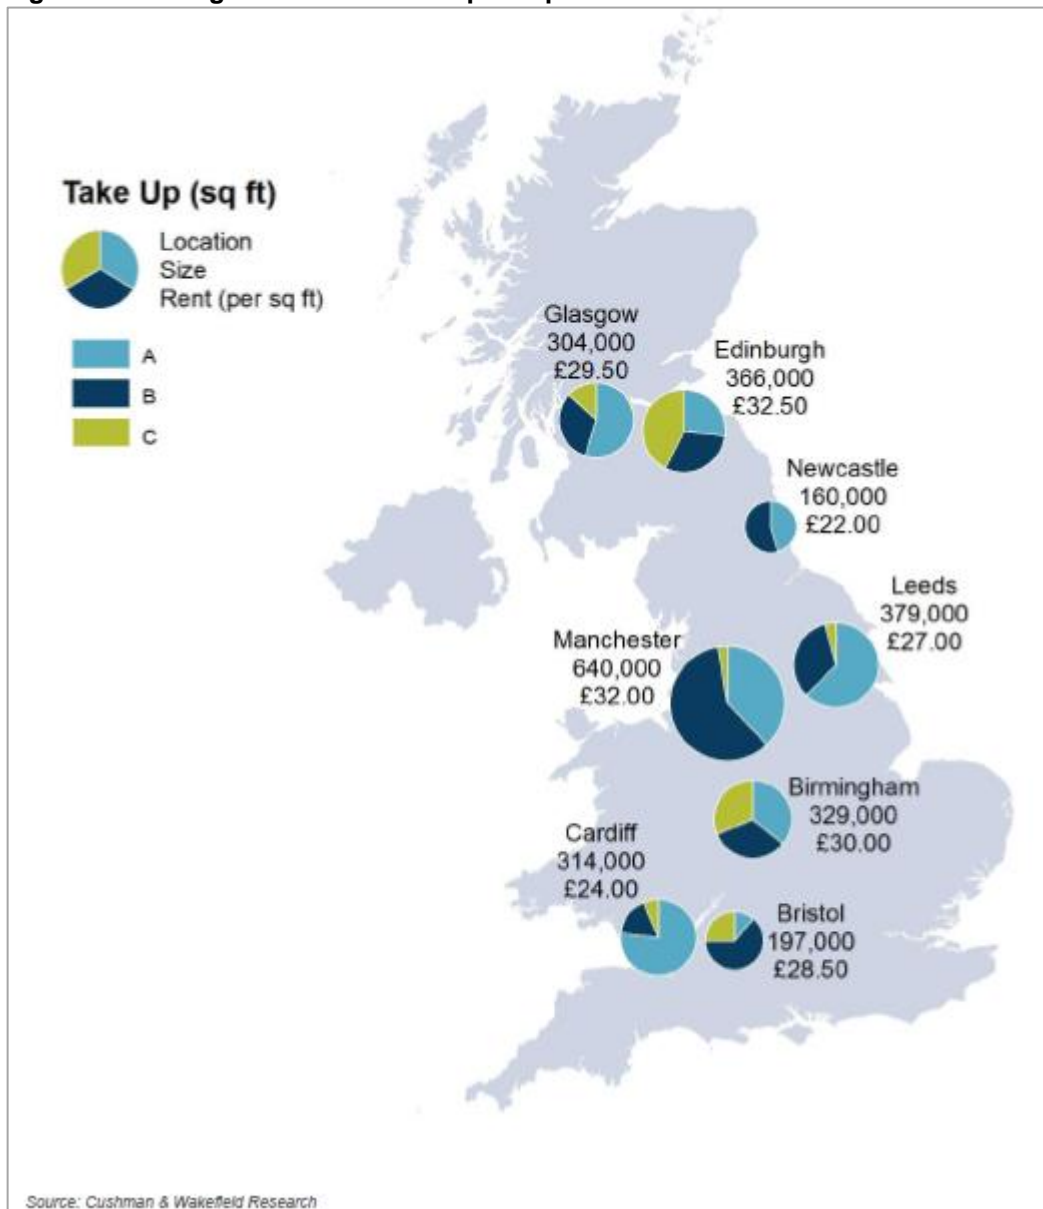 Take Up (sq ft)
Location
Size
Rent (per sq ft)
A
B
C
Glasgow
304,000
£29.50
Edinburgh
366,000
£32.50
Newcastle
160,000
£22.00
Leeds
379,000
£27.00
Manchester
640,000
£32.00
Birmingham
329,000
£30.00
Cardiff
314,000
£24.00
Bristol
197,000
£28.50
Source: Cushman & Wakefield Research